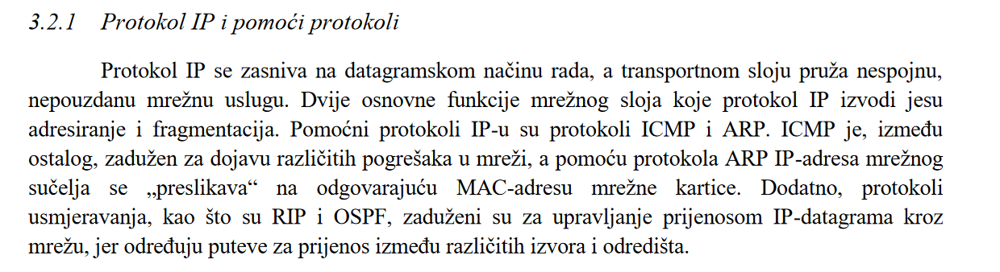 3.2.1 Protokol IP i pomoći protokoli
Protokol IP se zasniva na datagramskom načinu rada, a transportnom sloju pruža nespojnu,
nepouzdanu mrežnu uslugu. Dvije osnovne funkcije mrežnog sloja koje protokol IP izvodi jesu
adresiranje i fragmentacija. Pomoćni protokoli IP-u su protokoli ICMP i ARP. ICMP je, između
ostalog, zadužen za dojavu različitih pogrešaka u mreži, a pomoću protokola ARP IP-adresa mrežnog
sučelja se „preslikava“ na odgovarajuću MAC-adresu mrežne kartice. Dodatno, protokoli
usmjeravanja, kao što su RIP i OSPF, zaduženi su za upravljanje prijenosom IP-datagrama kroz
mrežu, jer određuju puteve za prijenos između različitih izvora i odredišta.